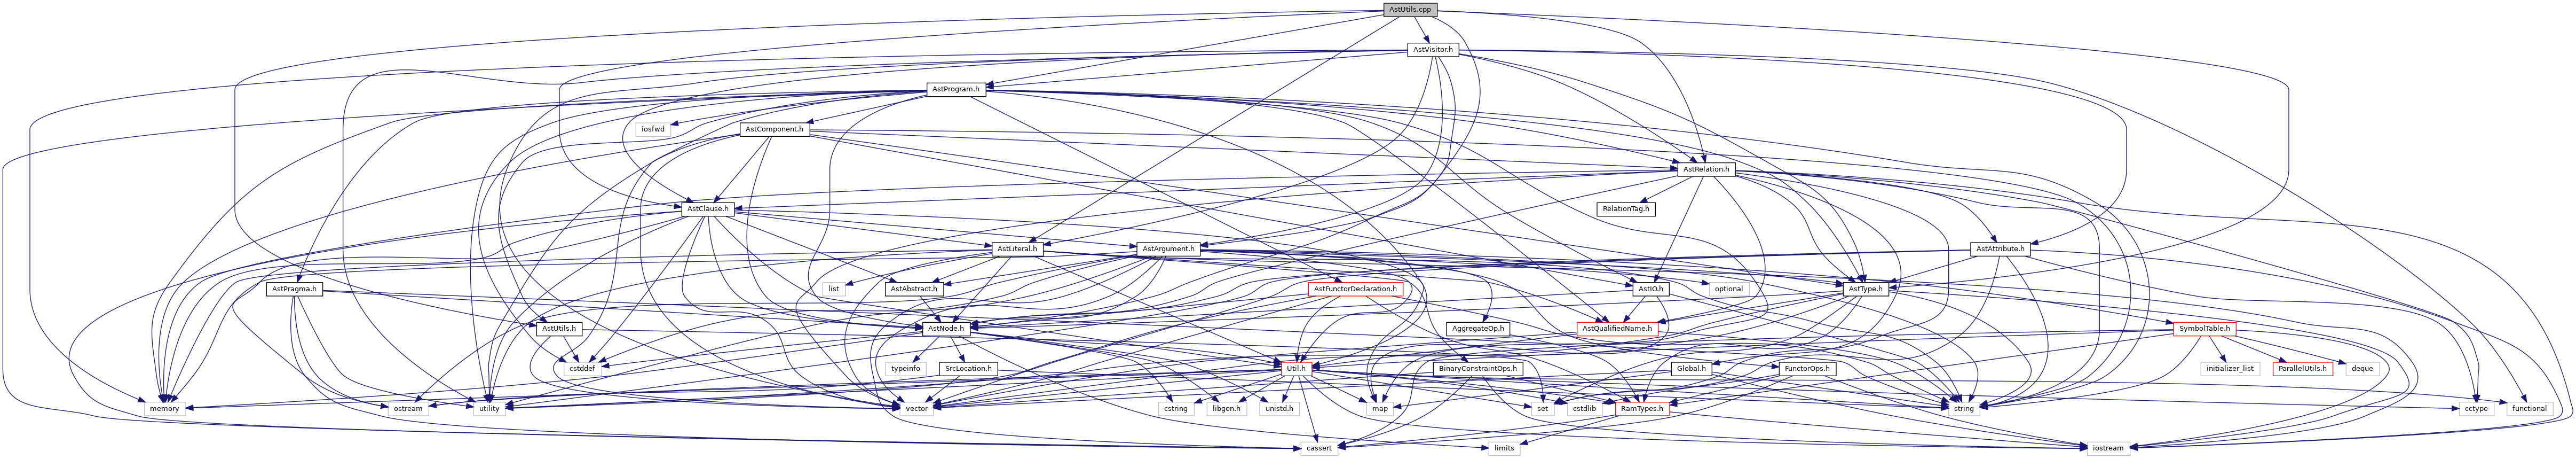 AstUtils.cpp
AstVisitor.h
AstProgram.h
iosfwd
AstComponent.h
AstRelation.h
AstClause.h
RelationTag.h
AstLiteral.h
AstArgument.h
AstAttribute.h
AstPragma.h
list
AstAbstract.h
AstFunctorDeclaration.h
AstIO.h
optional
AstType.h
AstUtils.h
AstNode.h
AggregateOp.h
AstQualifiedName.h
SymbolTable.h
cstddef
typeinfo
SrcLocation.h
Util.h
BinaryConstraintOps.h
Global.h
FunctorOps.h
initializer_list
ParallelUtils.h
deque
memory
ostream
utility
vector
cstring
libgen.h
unistd.h
map
set
cstdlib
RamTypes.h
string
cctype
functional
cassert
limits
iostream